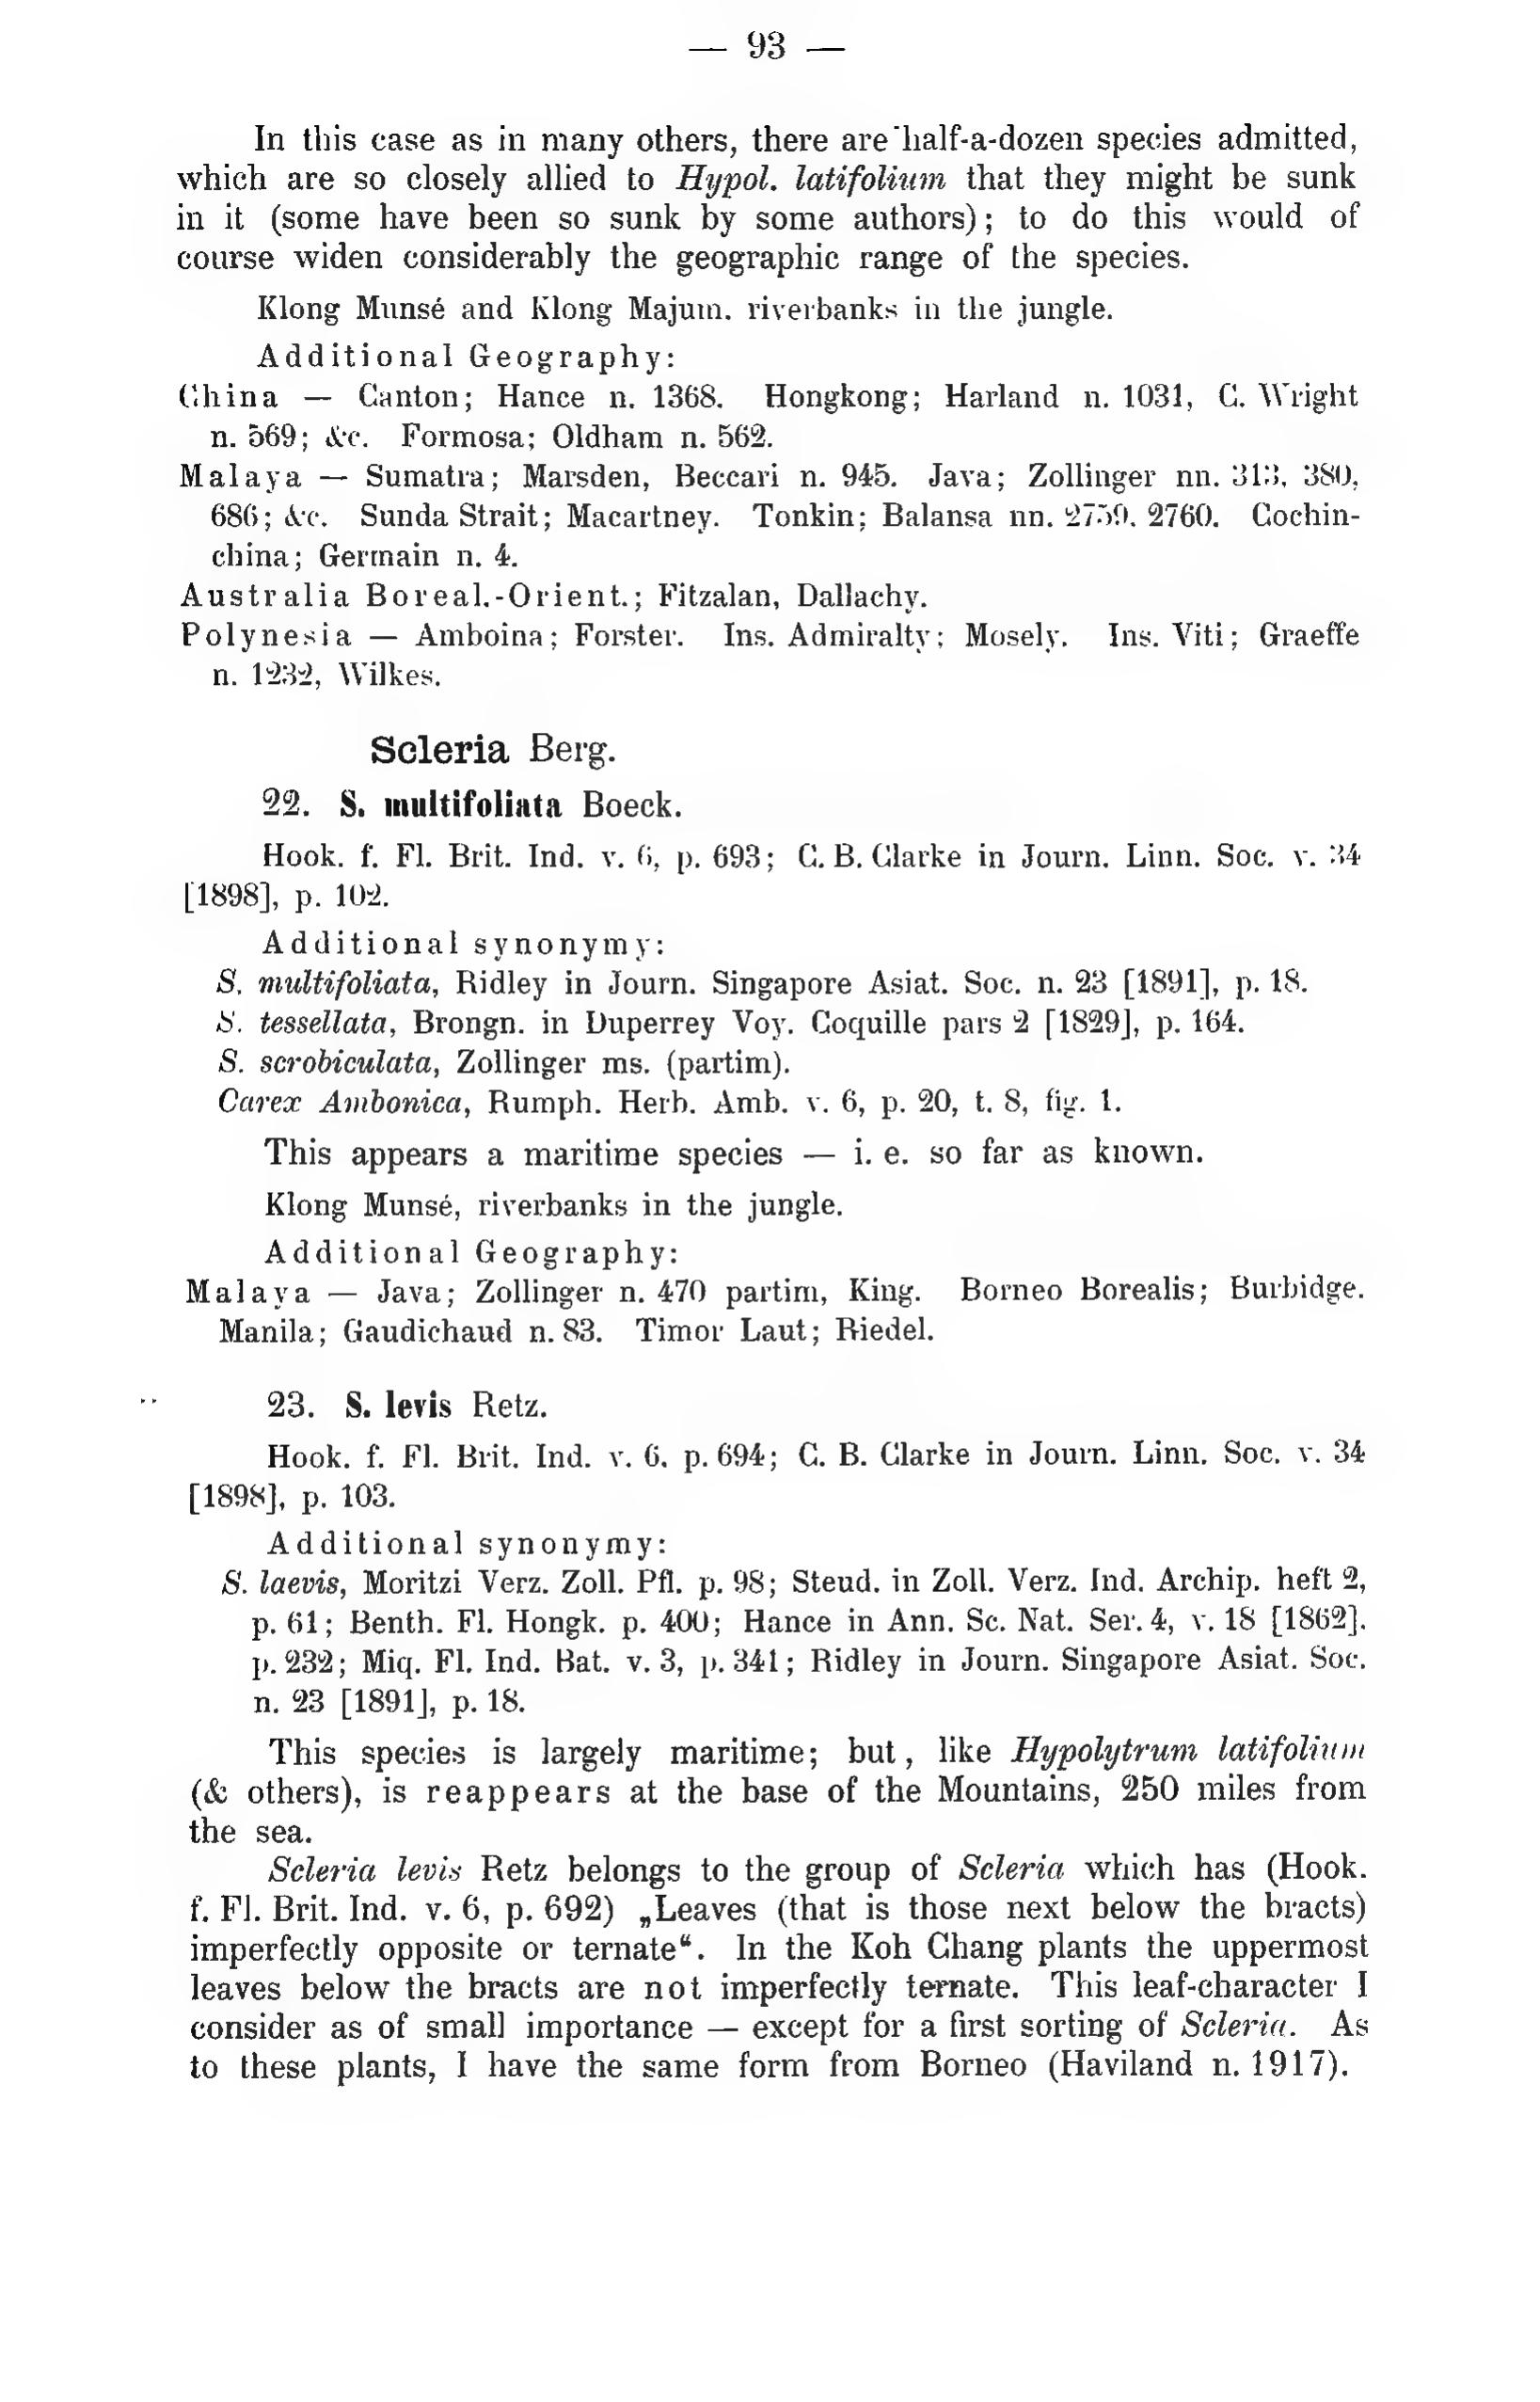 — 93 —
In this case as in many others, there are half-a-dozen species admitted,
which are so closely allied to Hypol. latifolium that they might be sunk
in it (some have been so sunk by some authors); to do this would of
course widen considerably the geographic range of the species.
Klong Munsé and Klong Majum. riverbanks in the jungle.
Additional Geography:
China — Canton; Hance n. 1368. Hongkong; Harland n. 1031, C. Wright
n. 569; &c. Formosa; Oldham n. 562.
Malaya — Sumatra; Marsden, Beccari n. 945. Java; Zollinger nn. 313, 380,
686; &c. Sunda Strait; Macartney. Tonkin; Balansa nn. 2759. 2760. Cochin-
china; Germain n. 4.
Australia Boreal.-Orient.; Fitzalan, Dallachy.
Polynesia — Amboina; Forster. Ins. Admiralty; Mosely. Ins. Viti; Graeffe
n. 1232, Wilkes.
Scleria Berg.
22. S. multifoliata Boeck.
Hook. f. Fl. Brit. Ind. v. 6, p. 693; C. B. Clarke in Journ. Linn. Soc. v. 34
[1898], p. 102.
Additional synonymy:
S. multifoliata, Ridley in Journ. Singapore Asiat. Soc. n. 23 [1891], p. 18.
S. tessellata, Brongn. in Duperrey Voy. Coquille pars 2 [1829], p. 164.
S. scrobiculata, Zollinger ms. (partim).
Carex Ambonica, Rumph. Herb. Amb. v. 6, p. 20, t. 8, fig. 1.
This appears a maritime species — i. e. so far as known.
Klong Munsé, riverbanks in the jungle.
Additional Geography:
Malaya — Java; Zollinger n. 470 partim, King. Borneo Borealis; Burbidge.
Manila; Gaudichaud n. 83. Timor Laut; Riedel.
23. S. levis Retz.
Hook. f. Fl. Brit. Ind. v. 6. p. 694; C. B. Clarke in Journ. Linn. Soc. v. 34
[1898], p. 103.
Additional synonymy:
S. laevis, Moritzi Verz. Zoll. Pfl. p. 98; Steud. in Zoll. Verz. Ind. Archip. heft 2,
p. 61; Benth. Fl. Hongk. p. 400; Hance in Ann. Sc. Nat. Ser. 4, v. 18 [1862].
p. 232; Miq. Fl. Ind. Bat. v. 3, p. 341; Ridley in Journ. Singapore Asiat. Soc.
n. 23 [1891], p. 18.
This species is largely maritime; but, like Hypolytrum latifolium
(& others), is reappears at the base of the Mountains, 250 miles from
the sea.
Scleria levis Retz belongs to the group of Scleria which has (Hook.
f. Fl. Brit. Ind. v. 6, p. 692) „Leaves (that is those next below the bracts)
imperfectly opposite or ternate“. In the Koh Chang plants the uppermost
leaves below the bracts are not imperfectly ternate. This leaf-character I
consider as of small importance — except for a first sorting of Scleria. As
to these plants, I have the same form from Borneo (Haviland n. 1917).